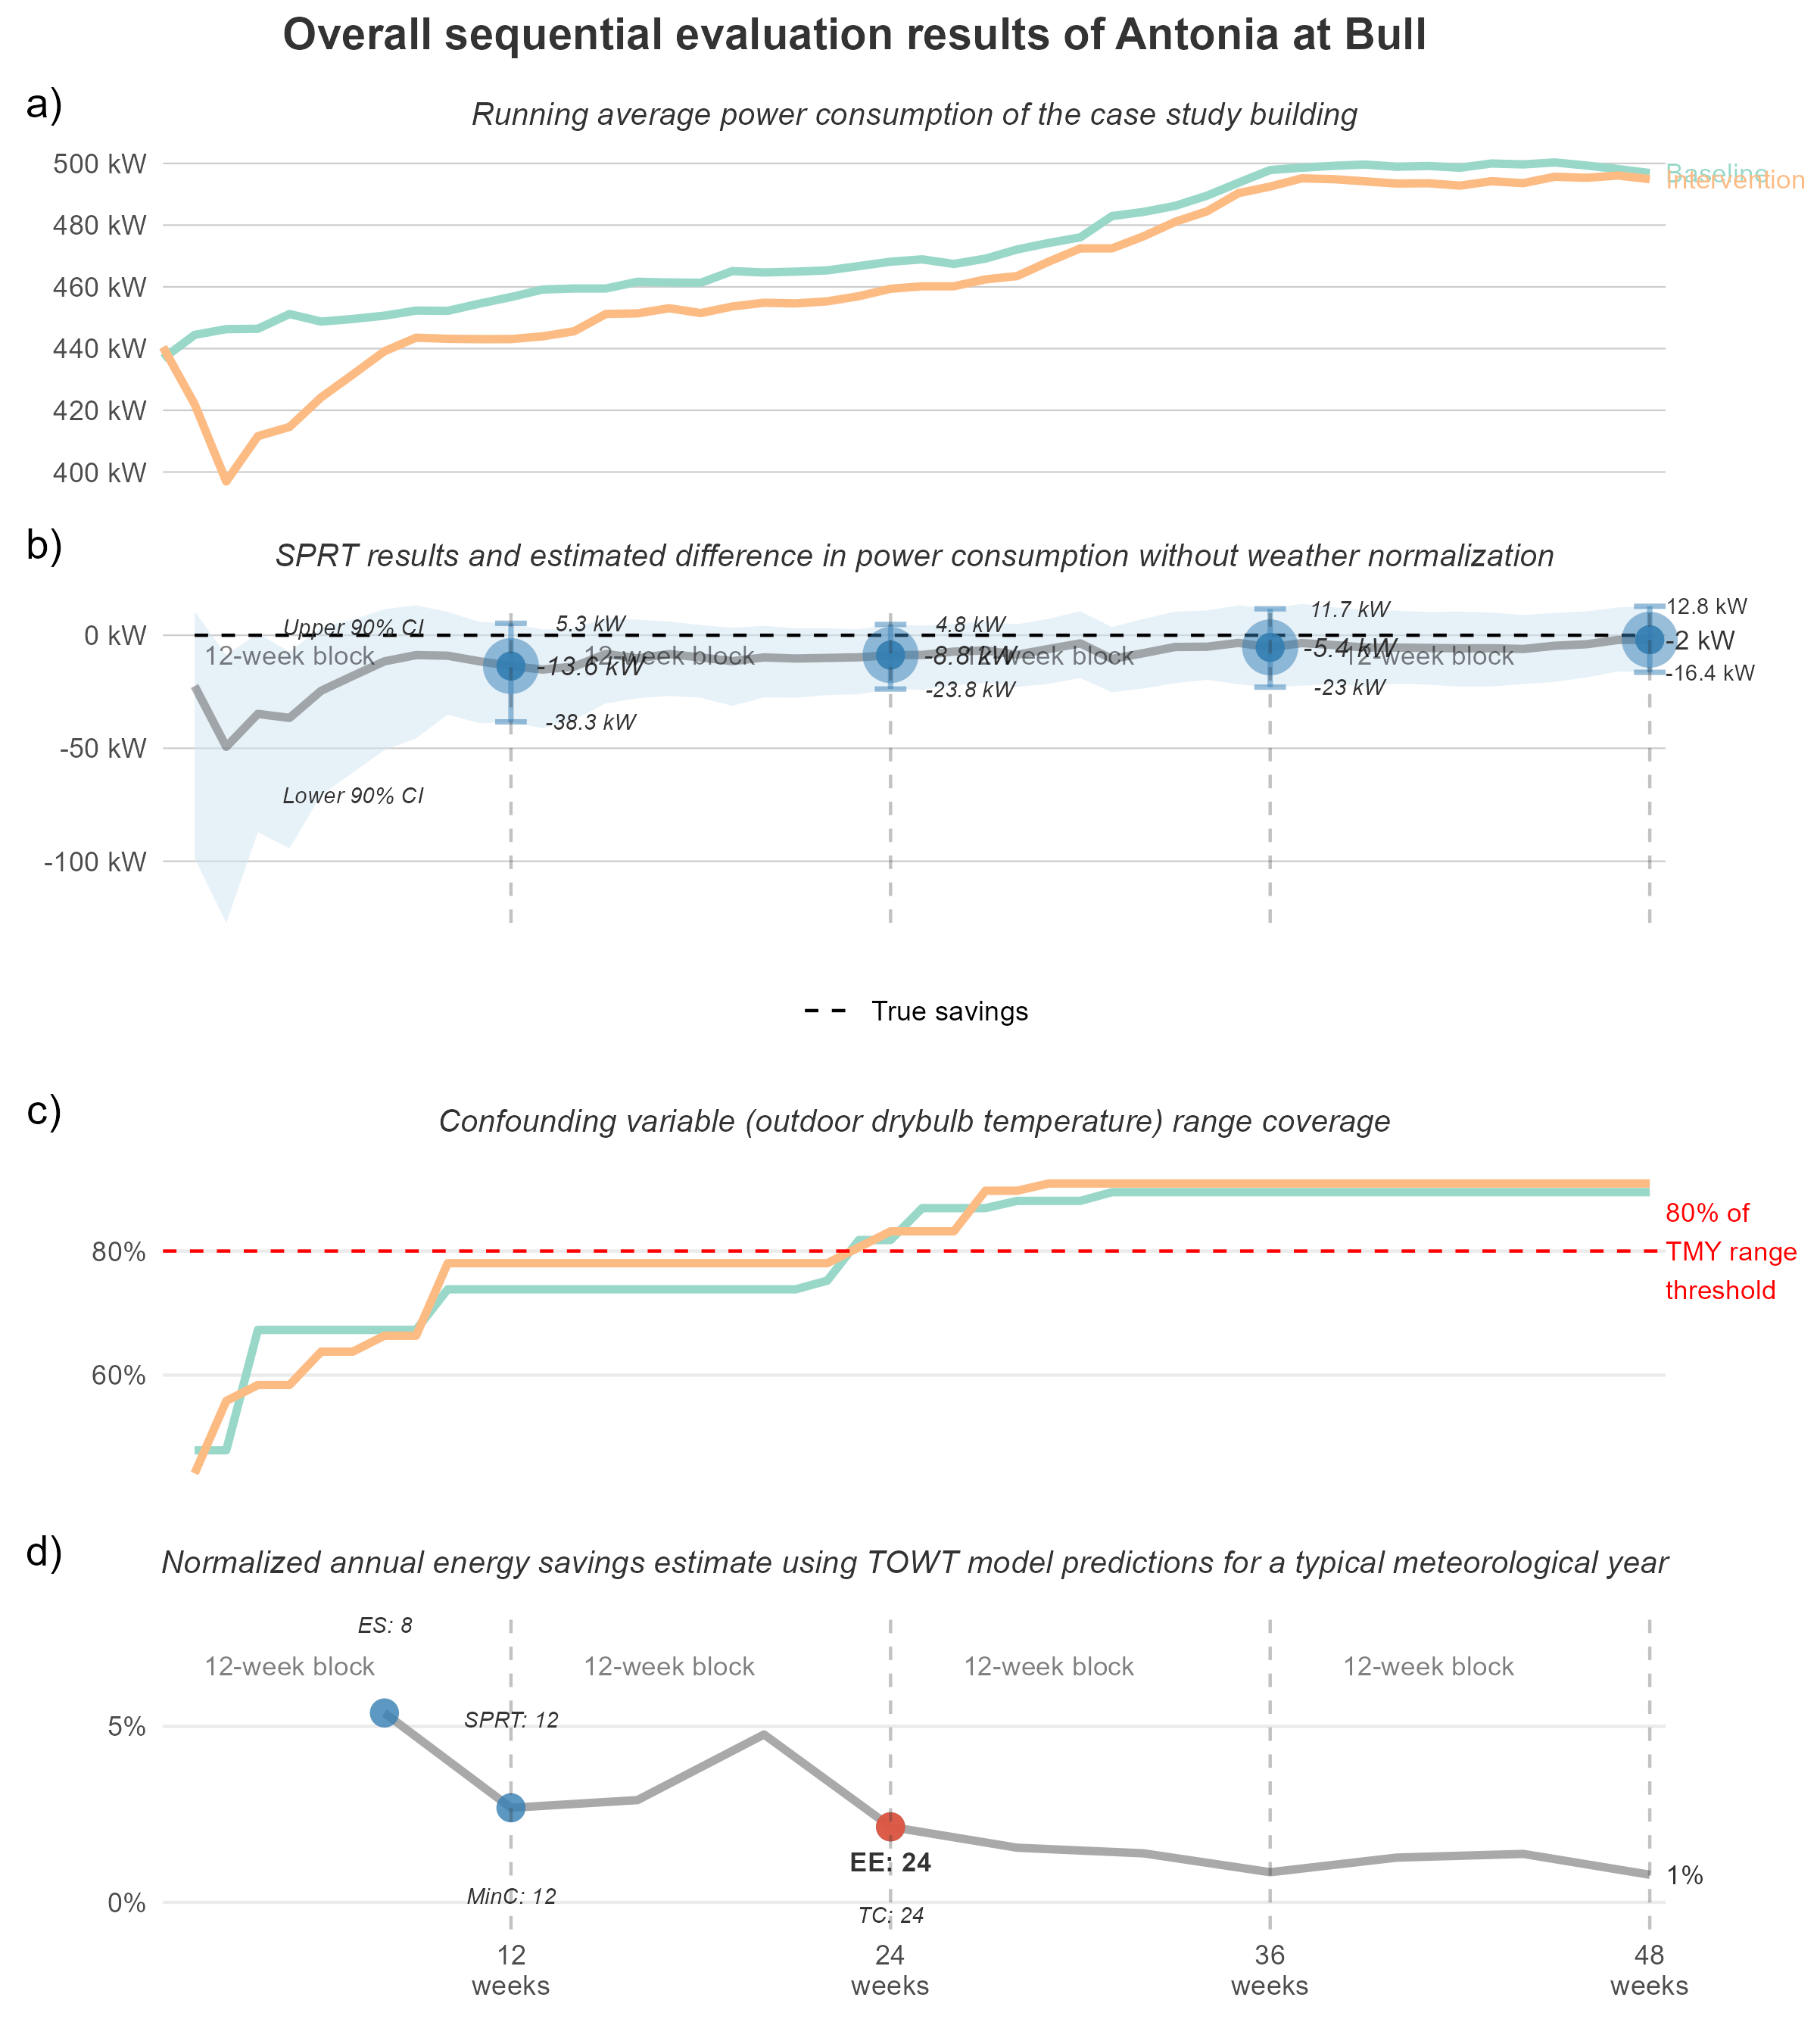 Overall sequential evaluation results of Antonia at Bull
a)
Running average power consumption of the case study building
500 kW
480 kW
460 kW
440 kW
420 kW
400 kW
Baseline
Intervention
b)
SPRT results and estimated difference in power consumption without weather normalization
0 kW
-50 kW
-100 kW
Upper 90% CI
Lower 90% CI
12-week block
12-week block
12-week block
12-week block
5.3 kW
-13.6 kW
-38.3 kW
4.8 kW
-8.8 kW
-23.8 kW
11.7 kW
-5.4 kW
-23 kW
12.8 kW
-2 kW
-16.4 kW
True savings
c)
Confounding variable (outdoor drybulb temperature) range coverage
80%
60%
80% of
TMY range
threshold
d)
Normalized annual energy savings estimate using TOWT model predictions for a typical meteorological year
ES: 8
12-week block
12-week block
12-week block
12-week block
5%
0%
SPRT: 12
MinC: 12
EE: 24
TC: 24
1%
12
weeks
24
weeks
36
weeks
48
weeks